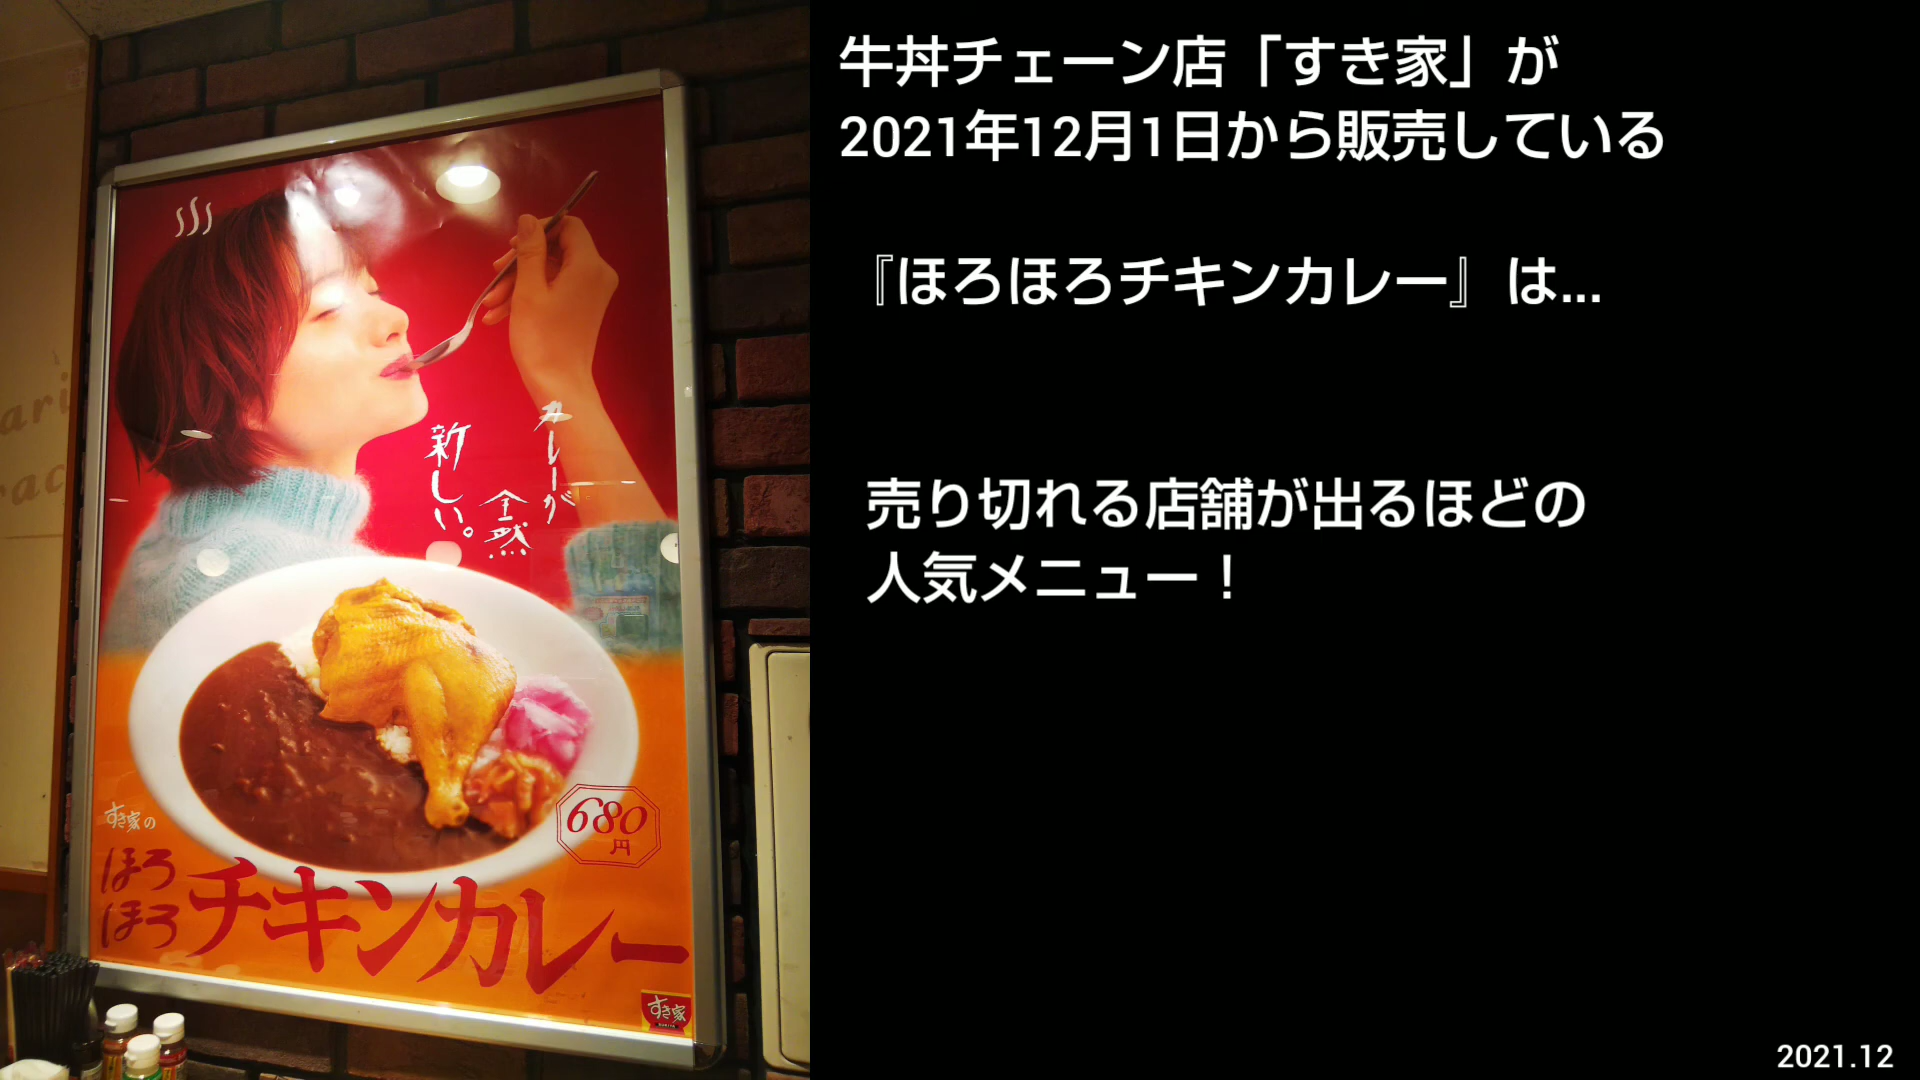 牛丼チェーン店「すき家」が
2021年12月1日から販売している
『ほろほろチキンカレー』は...
売り切れる店舗が出るほどの
人気メニュー！
2021.12
カレーが
全然
新しい。
680
円
すき家の
ほろ
ほろ
チキンカレー
すき家